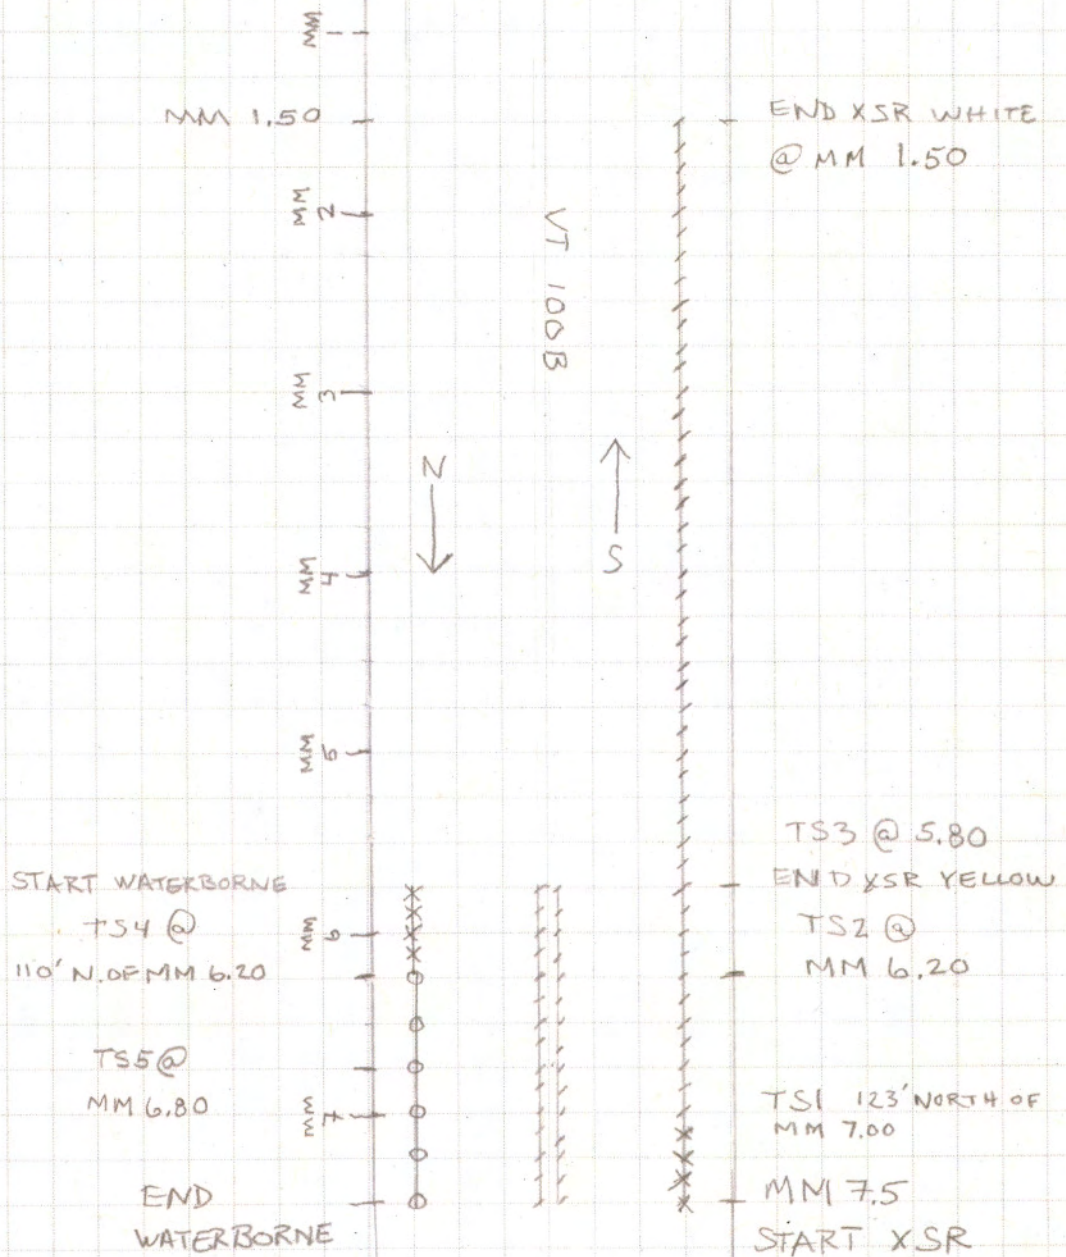 MM
MM 1.50
END XSR WHITE
@ MM 1.50
MM 2
VT 100B
MM 3
N
S
MM 4
MM 5
TS3 @ 5.80
START WATERBORNE
END XSR YELLOW
TS4 @
MM 6
TS2 @
110' N. OF MM 6.20
MM 6.20
TS5 @
MM 6.80
MM 7
TS1 123' NORTH OF
MM 7.00
END
WATERBORNE
MM 7.5
START XSR